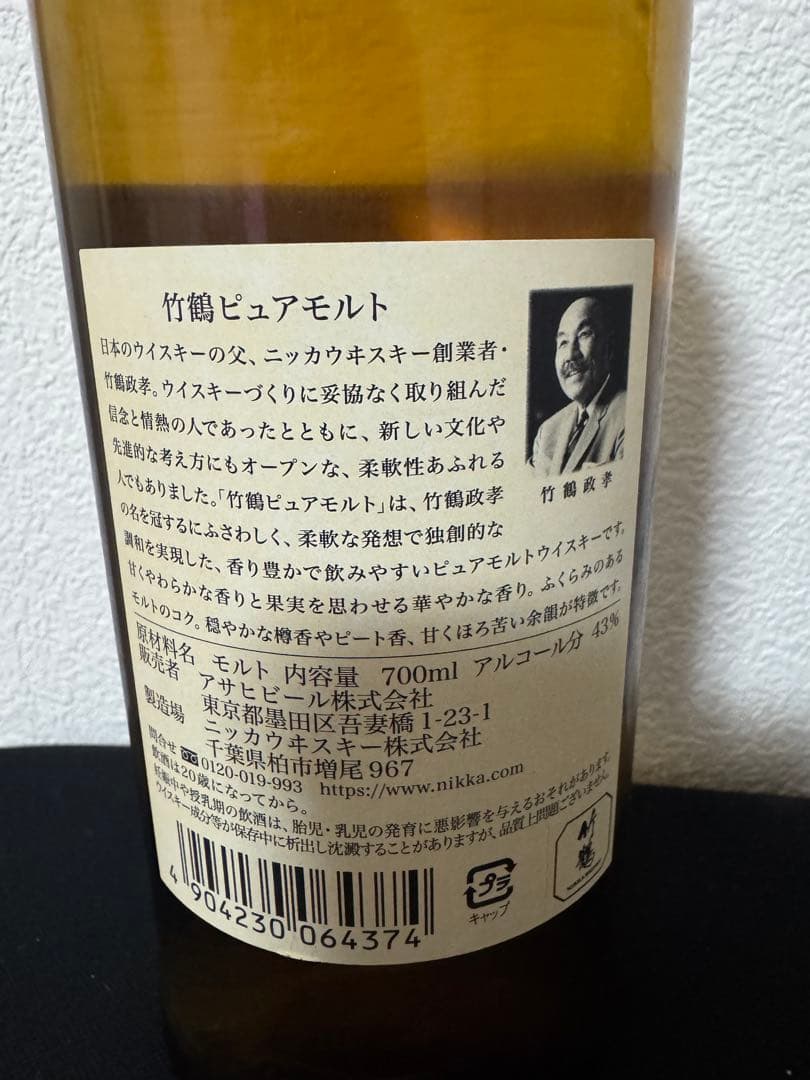 竹鶴ピュアモルト
日本のウイスキーの父、ニッカウヰスキー創業者・
竹鶴政孝。ウイスキーづくりに妥協なく取り組んだ
信念と情熱の人であったとともに、新しい文化や
先進的な考え方にもオープンな、柔軟性あふれる
人でもありました。「竹鶴ピュアモルト」は、竹鶴政孝
の名を冠するにふさわしく、柔軟な発想で独創的な
調和を実現した、香り豊かで飲みやすいピュアモルトウイスキーです。
甘くやわらかな香りと果実を思わせる華やかな香り。ふくらみのある
モルトのコク。穏やかな樽香やピート香、甘くほろ苦い余韻が特徴です。
竹鶴政孝
原材料名 モルト 内容量 700ml アルコール分 43%
販売者 アサヒビール株式会社
東京都墨田区吾妻橋1-23-1
製造場 ニッカウヰスキー株式会社
千葉県柏市増尾967
問合せ 0120-019-993 https://www.nikka.com
飲酒は20歳になってから。
妊娠中や授乳期の飲酒は、胎児・乳児の発育に悪影響を与えるおそれがあります。
ウイスキー成分等が保存中に析出し沈澱することがありますが、品質上問題ございません。
4 904230 064374
プラ
キャップ
竹鶴